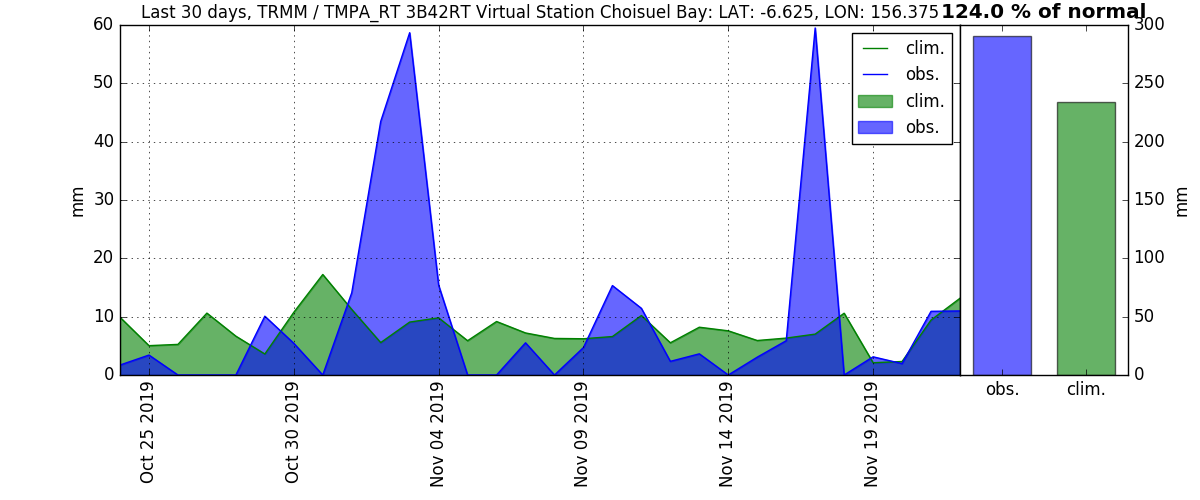 Last 30 days, TRMM / TMPA_RT 3B42RT Virtual Station Choisuel Bay: LAT: -6.625, LON: 156.375
124.0 % of normal
60
50
40
30
20
10
0
mm
clim.
obs.
clim.
obs.
Oct 25 2019
Oct 30 2019
Nov 04 2019
Nov 09 2019
Nov 14 2019
Nov 19 2019
300
250
200
150
100
50
0
mm
obs.
clim.